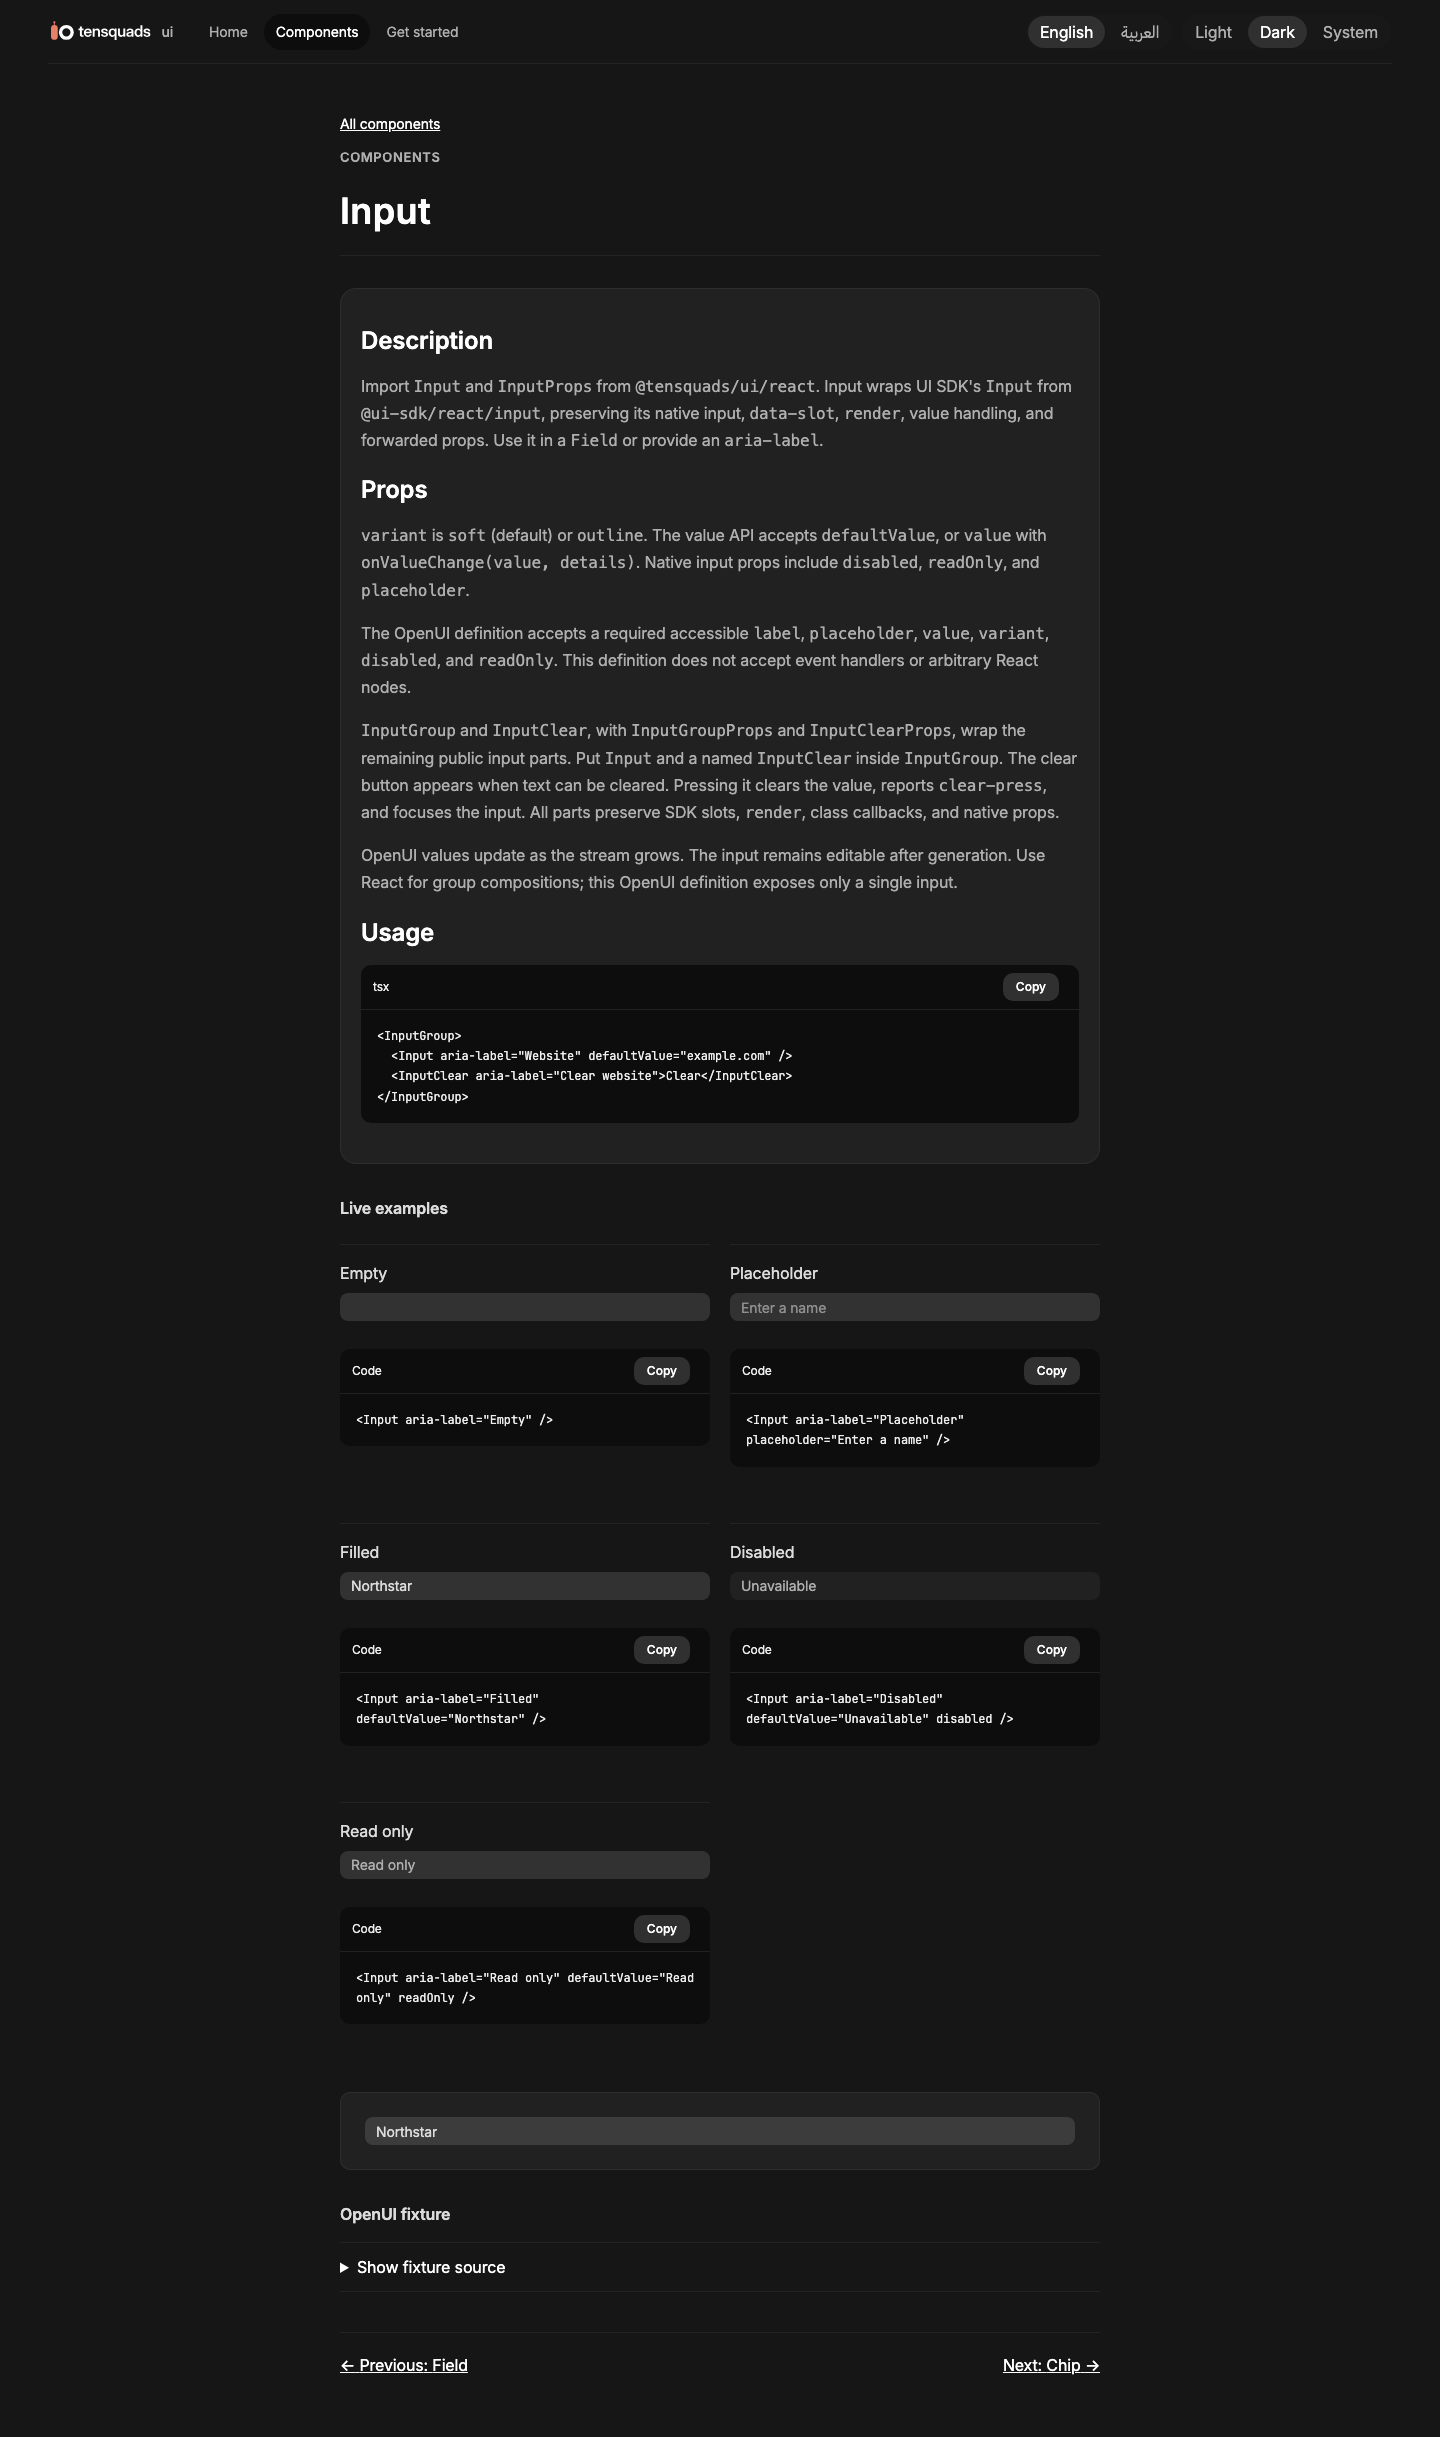 tensquads ui
Home
Components
Get started
English
العربية
Light
Dark
System
All components
COMPONENTS
Input
Description
Import Input and InputProps from @tensquads/ui/react. Input wraps UI SDK's Input from
@ui-sdk/react/input, preserving its native input, data-slot, render, value handling, and
forwarded props. Use it in a Field or provide an aria-label.
Props
variant is soft (default) or outline. The value API accepts defaultValue, or value with
onValueChange(value, details). Native input props include disabled, readOnly, and
placeholder.
The OpenUI definition accepts a required accessible label, placeholder, value, variant,
disabled, and readOnly. This definition does not accept event handlers or arbitrary React
nodes.
InputGroup and InputClear, with InputGroupProps and InputClearProps, wrap the
remaining public input parts. Put Input and a named InputClear inside InputGroup. The clear
button appears when text can be cleared. Pressing it clears the value, reports clear-press,
and focuses the input. All parts preserve SDK slots, render, class callbacks, and native props.
OpenUI values update as the stream grows. The input remains editable after generation. Use
React for group compositions; this OpenUI definition exposes only a single input.
Usage
tsx
Copy
<InputGroup>
  <Input aria-label="Website" defaultValue="example.com" />
  <InputClear aria-label="Clear website">Clear</InputClear>
</InputGroup>
Live examples
Empty
Code
Copy
<Input aria-label="Empty" />
Placeholder
Enter a name
Code
Copy
<Input aria-label="Placeholder"
placeholder="Enter a name" />
Filled
Northstar
Code
Copy
<Input aria-label="Filled"
defaultValue="Northstar" />
Disabled
Unavailable
Code
Copy
<Input aria-label="Disabled"
defaultValue="Unavailable" disabled />
Read only
Read only
Code
Copy
<Input aria-label="Read only" defaultValue="Read
only" readOnly />
Northstar
OpenUI fixture
▶ Show fixture source
← Previous: Field
Next: Chip →